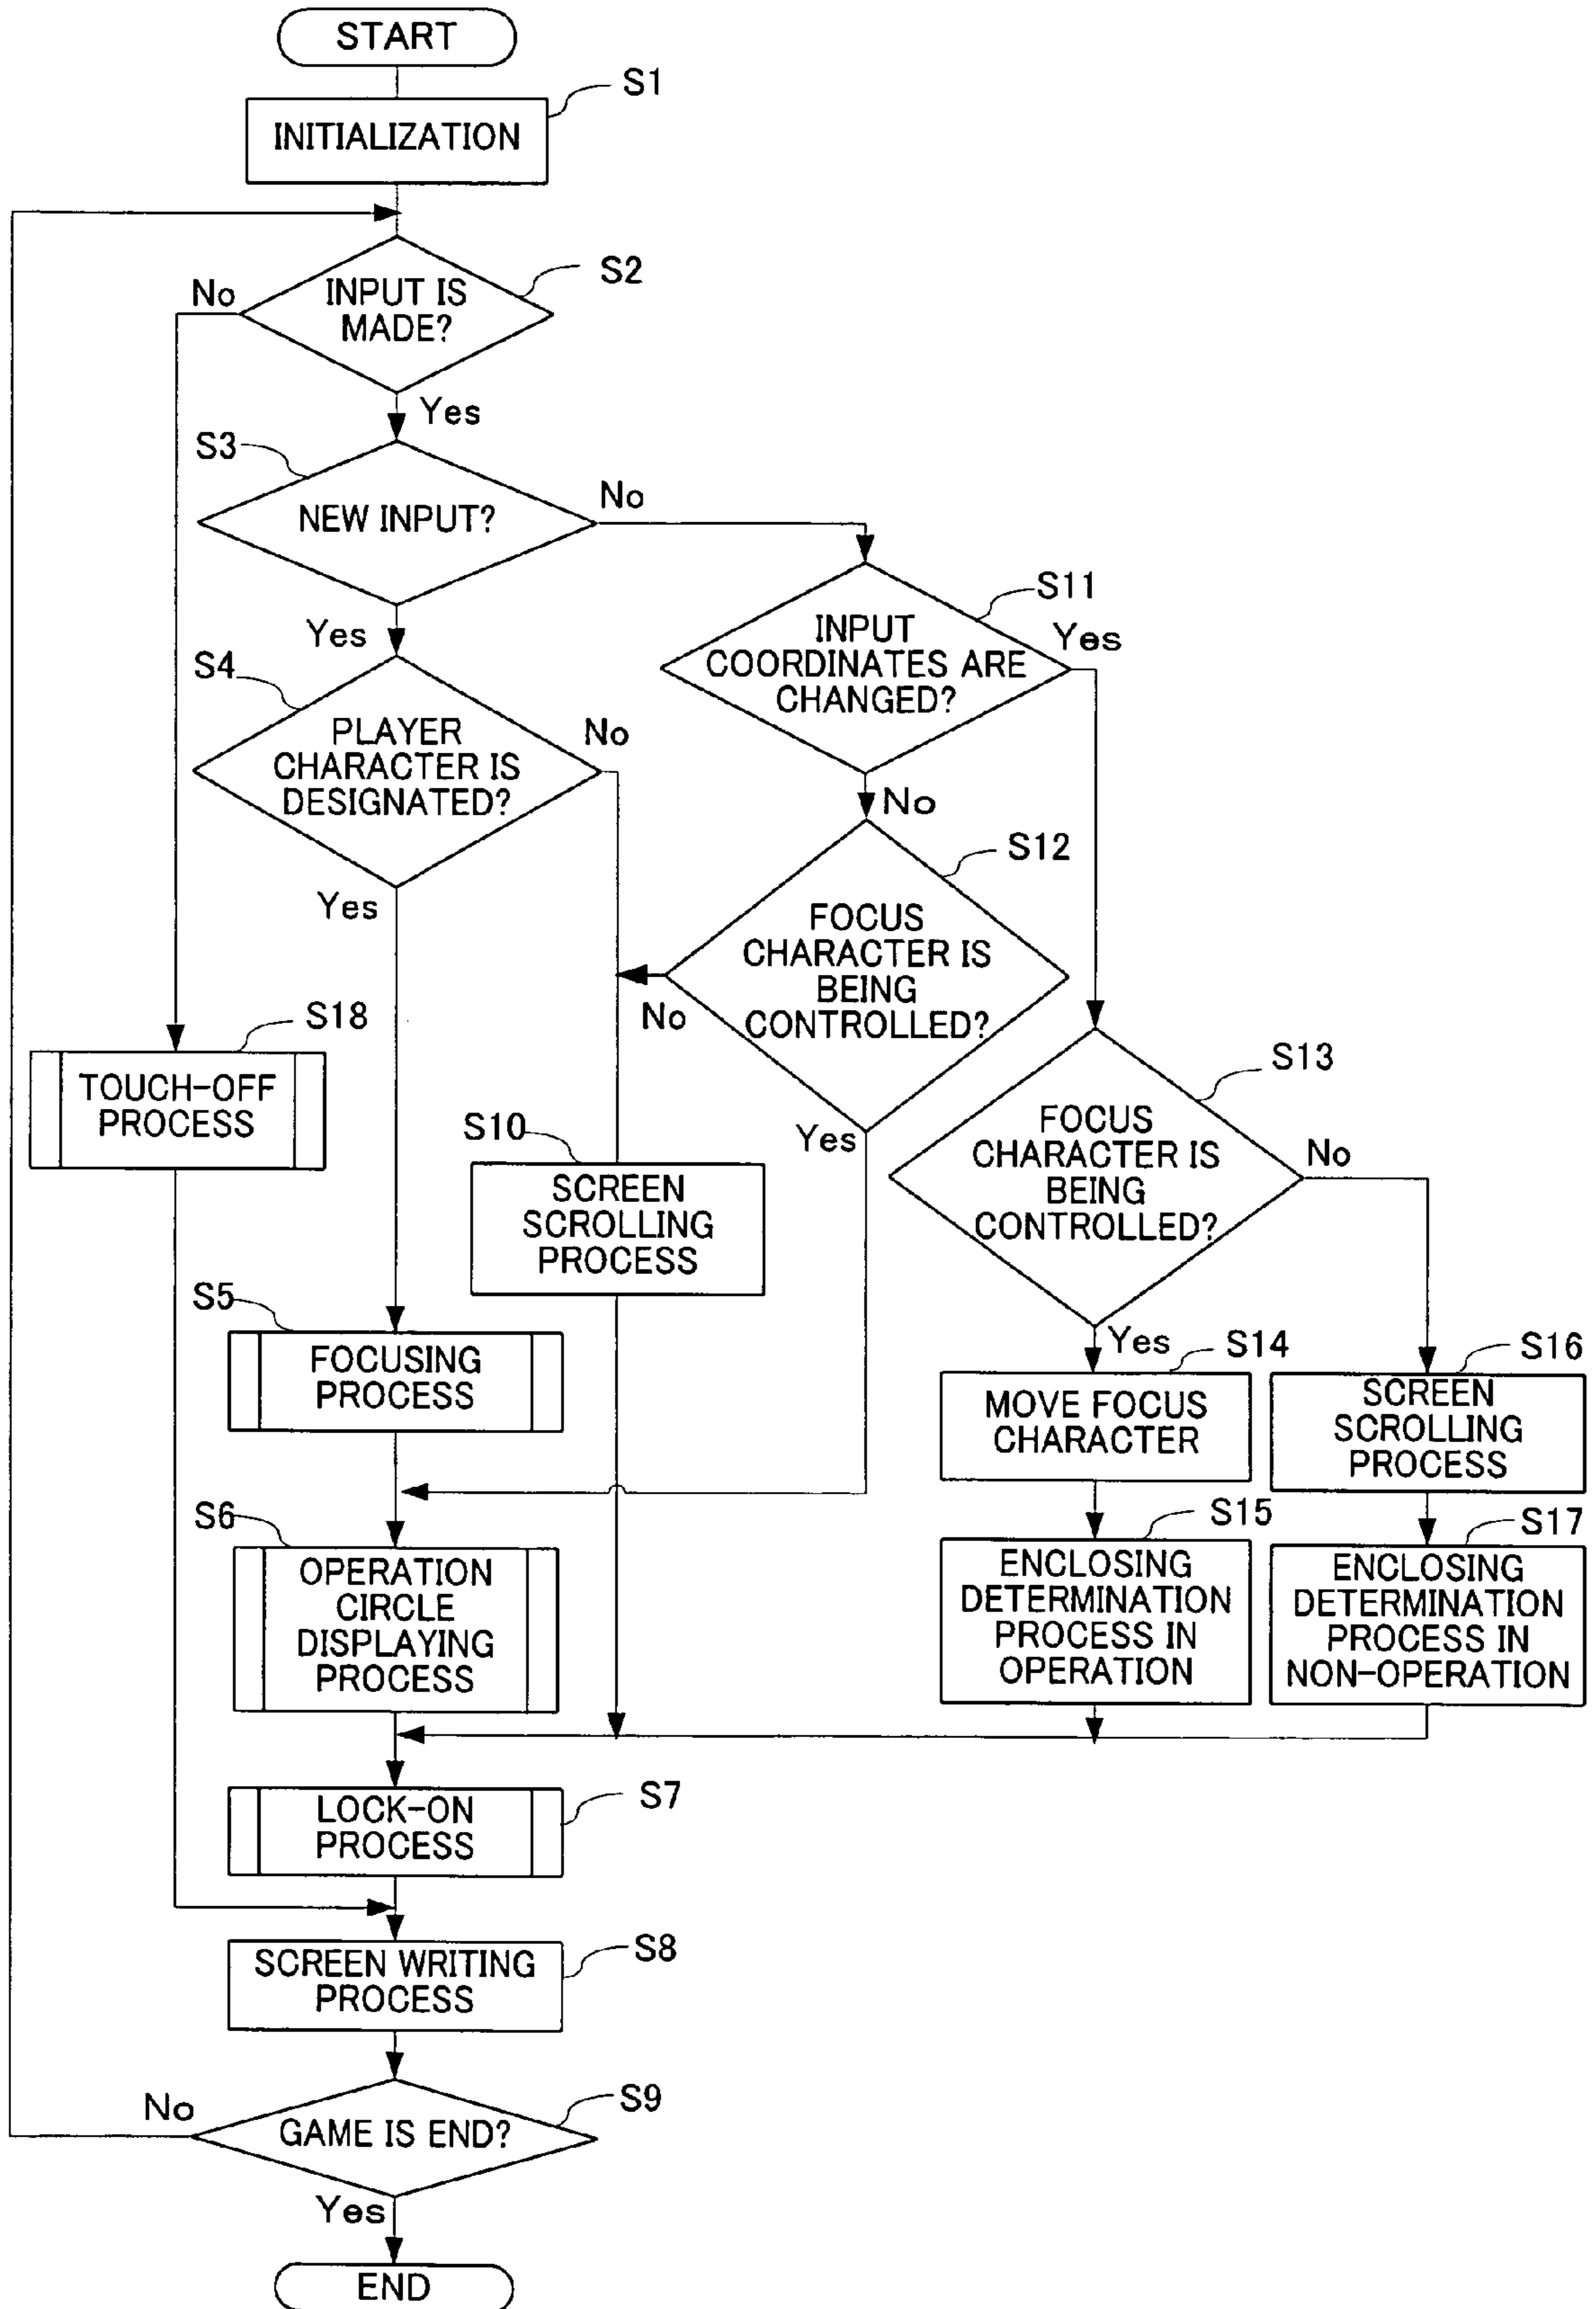 START
S1
INITIALIZATION
S2
No
INPUT IS
MADE?
Yes
S3
No
NEW INPUT?
S11
Yes
INPUT
COORDINATES ARE
CHANGED?
Yes
S4
No
PLAYER
CHARACTER IS
DESIGNATED?
No
S12
Yes
FOCUS
CHARACTER IS
BEING
CONTROLLED?
No
S18
TOUCH-OFF
PROCESS
S13
Yes
FOCUS
CHARACTER IS
BEING
CONTROLLED?
No
S10
SCREEN
SCROLLING
PROCESS
S5
FOCUSING
PROCESS
Yes
S14
MOVE FOCUS
CHARACTER
S16
SCREEN
SCROLLING
PROCESS
S6
OPERATION
CIRCLE
DISPLAYING
PROCESS
S15
ENCLOSING
DETERMINATION
PROCESS IN
OPERATION
S17
ENCLOSING
DETERMINATION
PROCESS IN
NON-OPERATION
S7
LOCK-ON
PROCESS
S8
SCREEN WRITING
PROCESS
S9
No
GAME IS END?
Yes
END